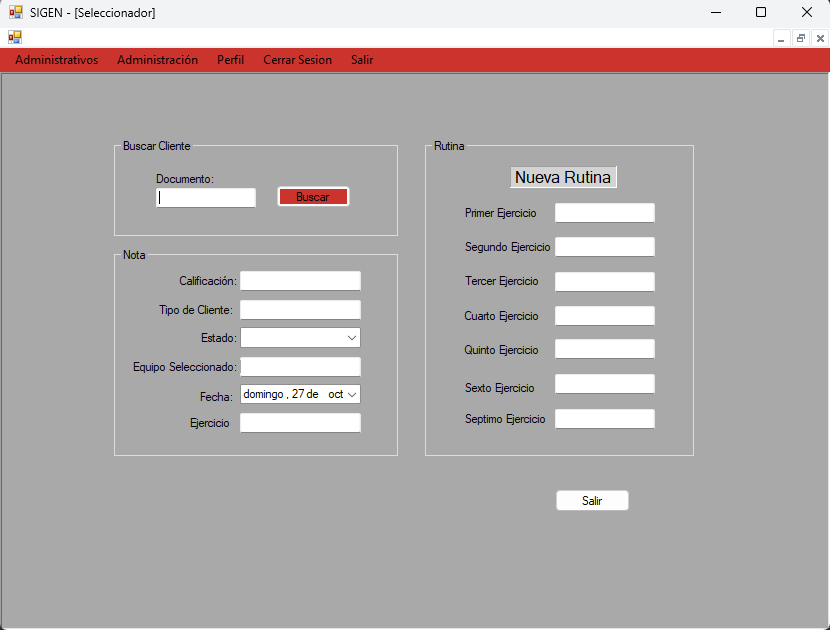 SIGEN - [Seleccionador]
Administrativos Administración Perfil Cerrar Sesion Salir
Buscar Cliente
Documento:
Buscar
Nota
Calificación:
Tipo de Cliente:
Estado:
Equipo Seleccionado:
Fecha: domingo , 27 de oct
Ejercicio
Rutina
Nueva Rutina
Primer Ejercicio
Segundo Ejercicio
Tercer Ejercicio
Cuarto Ejercicio
Quinto Ejercicio
Sexto Ejercicio
Septimo Ejercicio
Salir